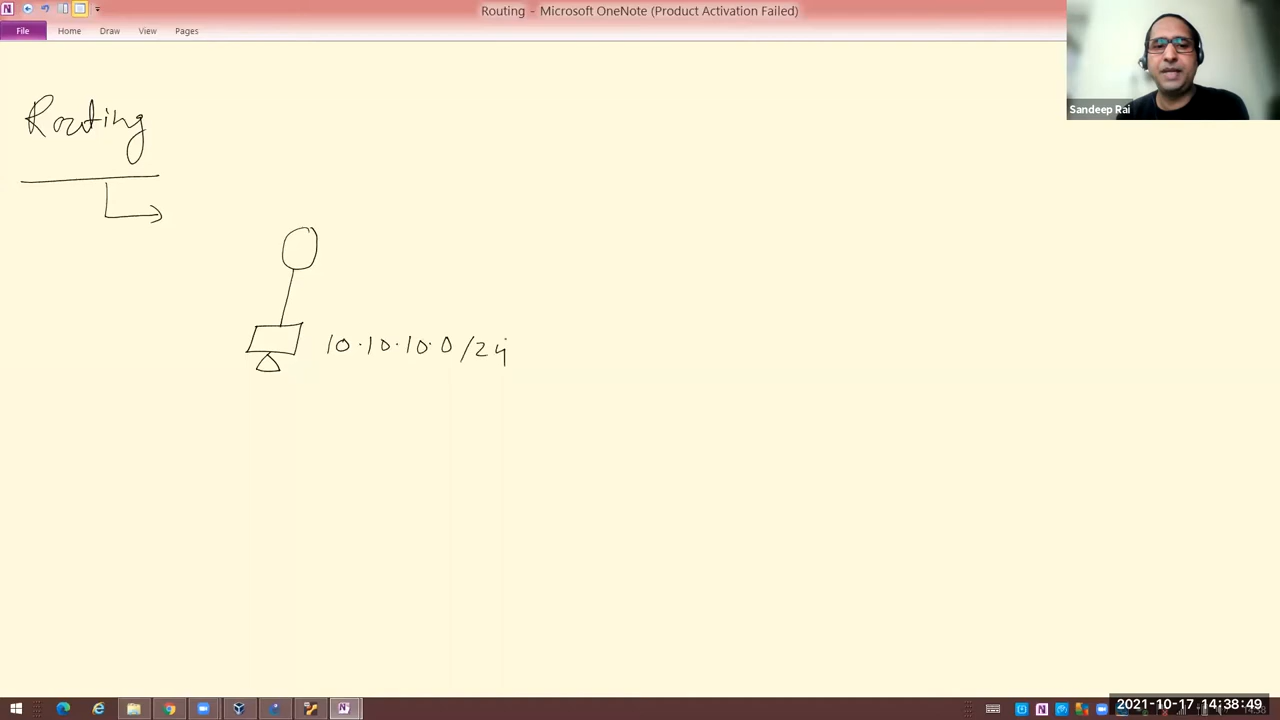 Routing - Microsoft OneNote (Product Activation Failed)
File Home Draw View Pages
Sandeep Rai
Routing
10.10.10.0/24
2021-10-17 14:38:49